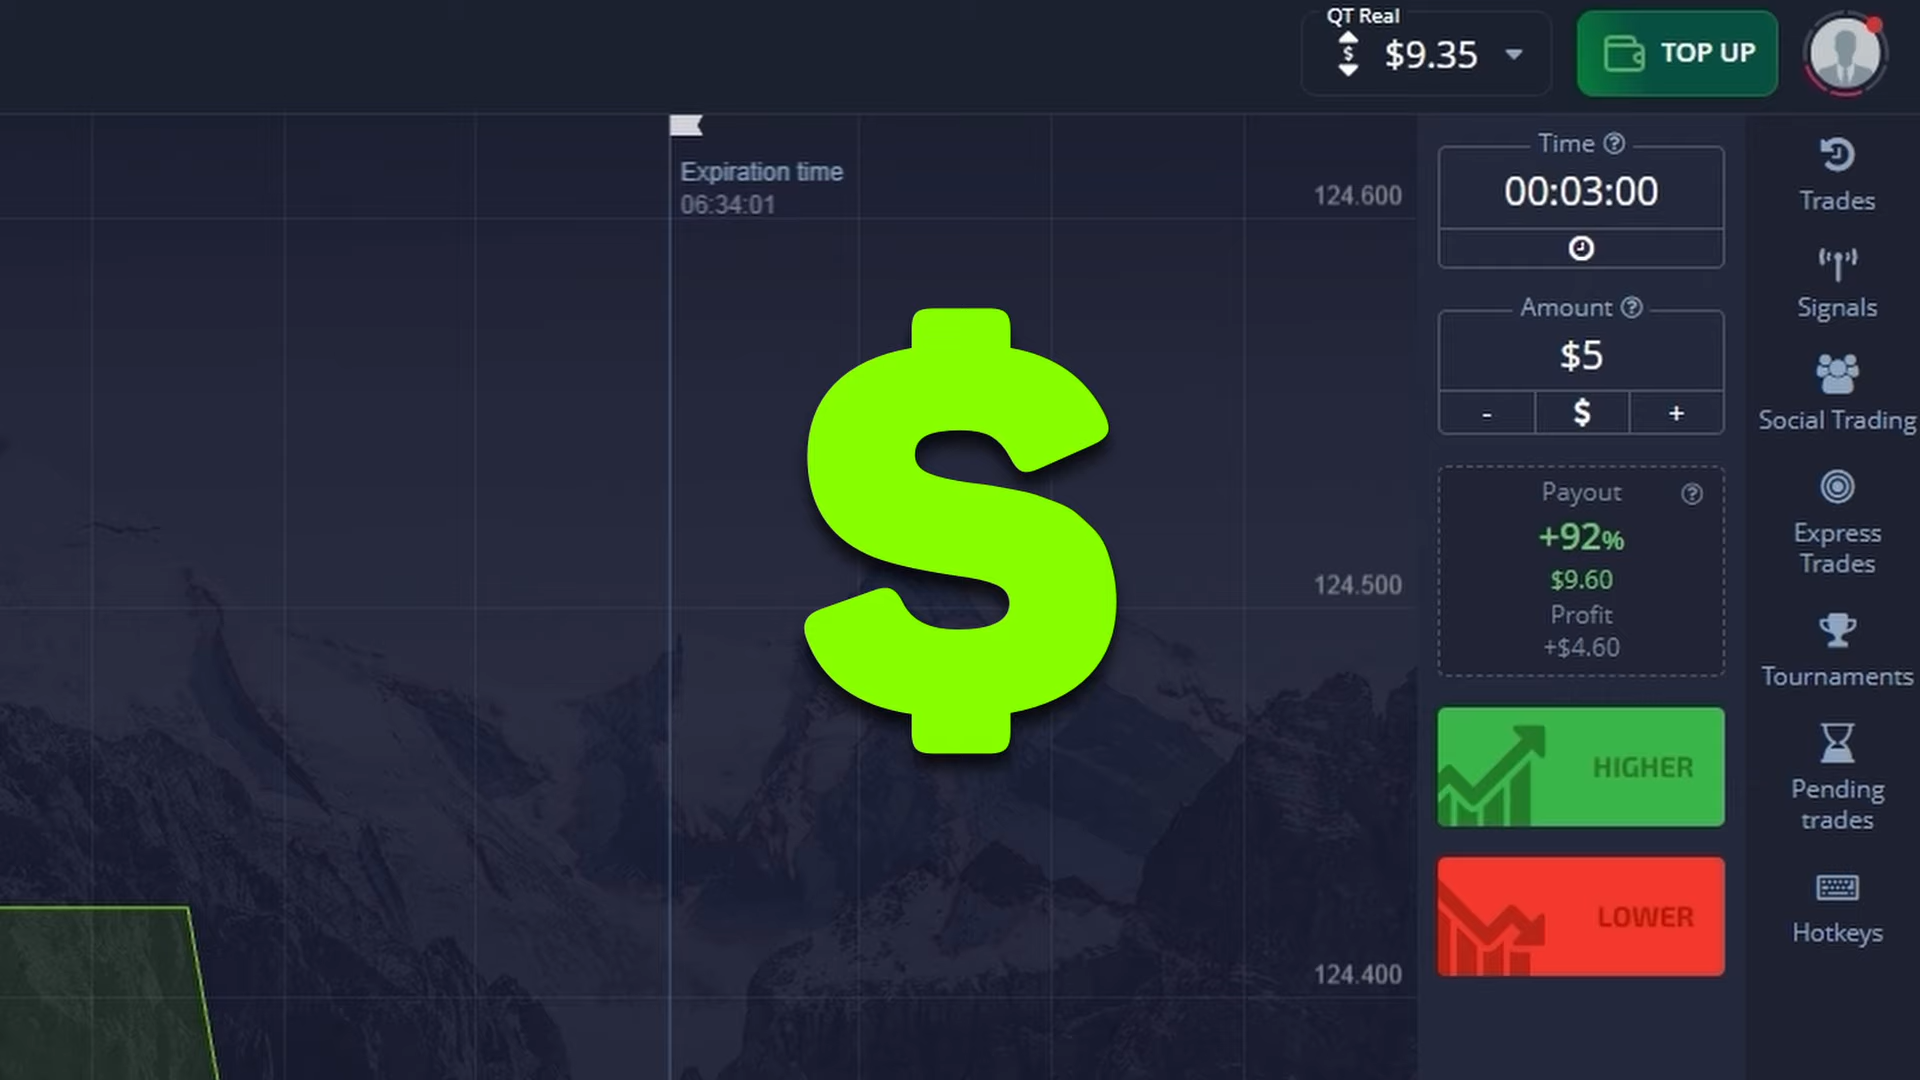 QT Real
$ $9.35
TOP UP
Expiration time
06:34:01
124.600
124.500
124.400
$
Time ?
00:03:00
Amount ?
$5
- $ +
Payout ?
+92%
$9.60
Profit
+$4.60
HIGHER
LOWER
Trades
Signals
Social Trading
Express
Trades
Tournaments
Pending
trades
Hotkeys